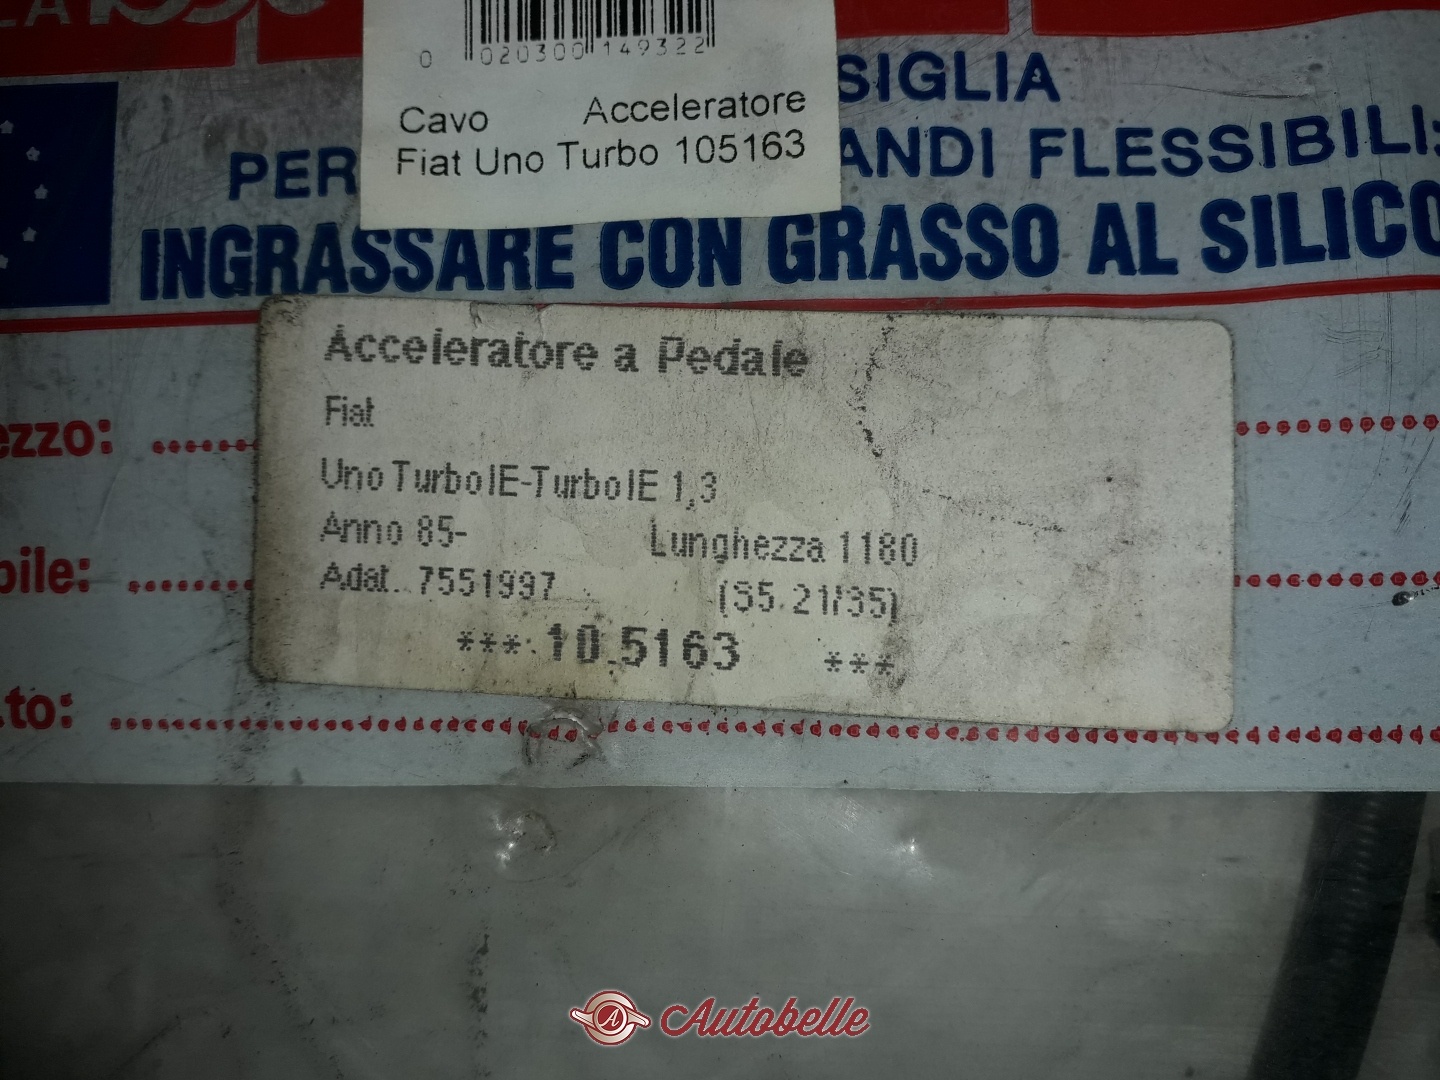 0 020300 149322
Cavo Acceleratore
Fiat Uno Turbo 105163
SIGLIA
PER ANDI FLESSIBILI:
INGRASSARE CON GRASSO AL SILICO
Acceleratore a Pedale
Fiat
ezzo:
Uno Turbo IE-Turbo IE 1,3
Anno 85- Lunghezza 1180
bile:
Adat. 7551997 (S5.21/35)
*** 10.5163 ***
.to:
Autobelle